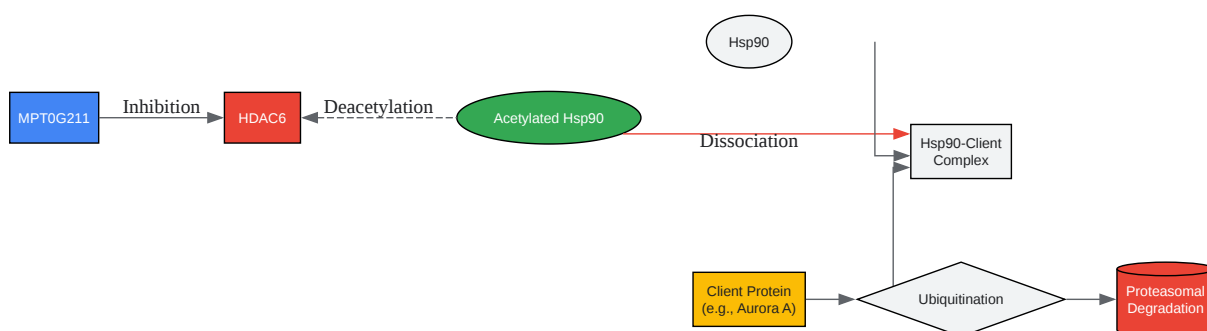 Hsp90
MPT0G211
Inhibition
HDAC6
Deacetylation
Acetylated Hsp90
Dissociation
Hsp90-Client
Complex
Client Protein
(e.g., Aurora A)
Ubiquitination
Proteasomal
Degradation